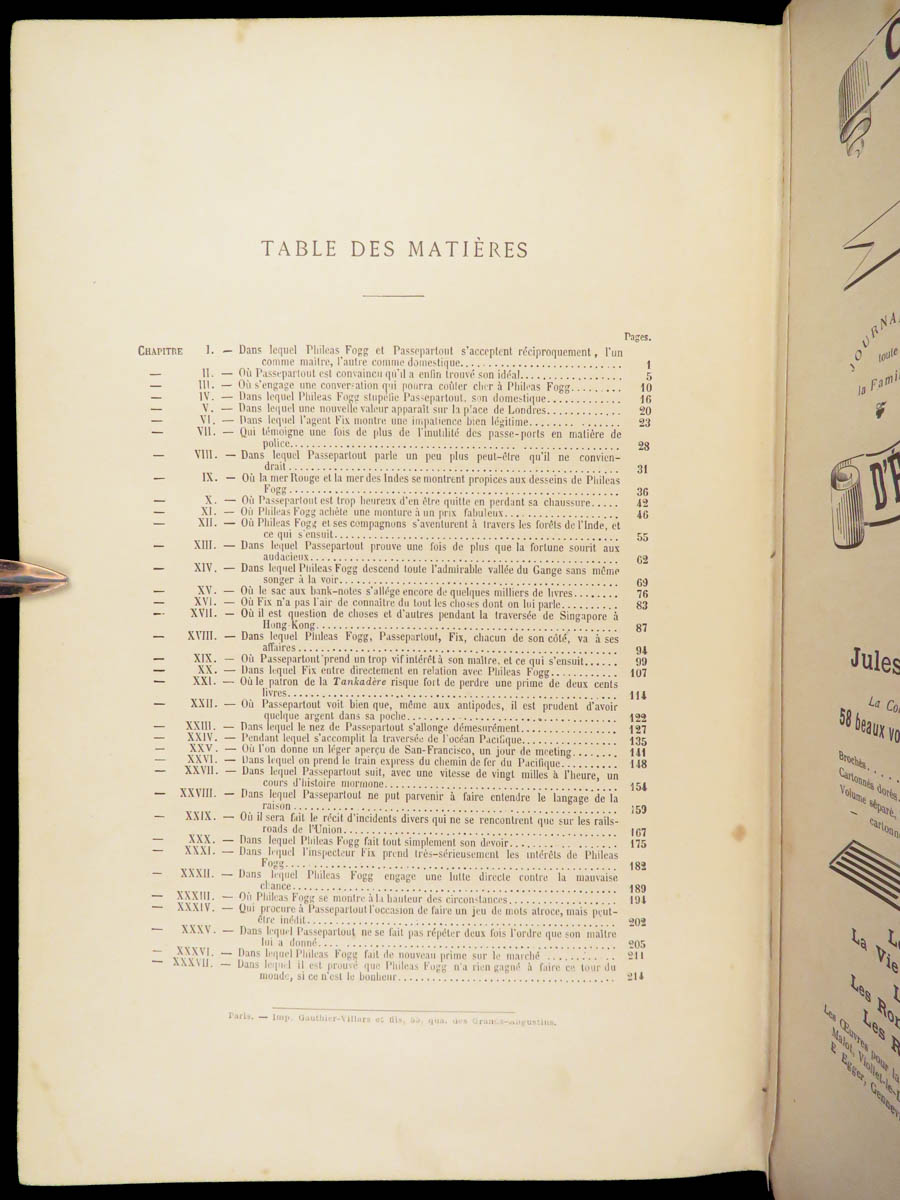 TABLE DES MATIÈRES
Pages.
CHAPITRE I. — Dans lequel Phileas Fogg et Passepartout s'acceptent réciproquement, l'un
comme maître, l'autre comme domestique. 1
— II. — Où Passepartout est convaincu qu'il a enfin trouvé son idéal. 5
— III. — Où s'engage une conversation qui pourra coûter cher à Phileas Fogg 10
— IV. — Dans lequel Phileas Fogg stupéfie Passepartout, son domestique 16
— V. — Dans lequel une nouvelle valeur apparaît sur la place de Londres 20
— VI. — Dans lequel l'agent Fix montre une impatience bien légitime 23
— VII. — Qui témoigne une fois de plus de l'inutilité des passe-ports en matière de
police 28
— VIII. — Dans lequel Passepartout parle un peu plus peut-être qu'il ne convien-
drait 31
— IX. — Où la mer Rouge et la mer des Indes se montrent propices aux desseins de Phileas
Fogg 36
— X. — Où Passepartout est trop heureux d'en être quitte en perdant sa chaussure 42
— XI. — Où Phileas Fogg achète une monture à un prix fabuleux 46
— XII. — Où Phileas Fogg et ses compagnons s'aventurent à travers les forêts de l'Inde, et
ce qui s'ensuit 55
— XIII. — Dans lequel Passepartout prouve une fois de plus que la fortune sourit aux
audacieux 62
— XIV. — Dans lequel Phileas Fogg descend toute l'admirable vallée du Gange sans même
songer à la voir 69
— XV. — Où le sac aux bank-notes s'allége encore de quelques milliers de livres 76
— XVI. — Où Fix n'a pas l'air de connaître du tout les choses dont on lui parle 83
— XVII. — Où il est question de choses et d'autres pendant la traversée de Singapore à
Hong-Kong 87
— XVIII. — Dans lequel Phileas Fogg, Passepartout, Fix, chacun de son côté, va à ses
affaires 94
— XIX. — Où Passepartout prend un trop vif intérêt à son maître, et ce qui s'ensuit 99
— XX. — Dans lequel Fix entre directement en relation avec Phileas Fogg 107
— XXI. — Où le patron de la Tankadère risque fort de perdre une prime de deux cents
livres 114
— XXII. — Où Passepartout voit bien que, même aux antipodes, il est prudent d'avoir
quelque argent dans sa poche 122
— XXIII. — Dans lequel le nez de Passepartout s'allonge démesurément 127
— XXIV. — Pendant lequel s'accomplit la traversée de l'océan Pacifique 135
— XXV. — Où l'on donne un léger aperçu de San-Francisco, un jour de meeting 141
— XXVI. — Dans lequel on prend le train express du chemin de fer du Pacifique 148
— XXVII. — Dans lequel Passepartout suit, avec une vitesse de vingt milles à l'heure, un
cours d'histoire mormone 154
— XXVIII. — Dans lequel Passepartout ne put parvenir à faire entendre le langage de la
raison 159
— XXIX. — Où il sera fait le récit d'incidents divers qui ne se rencontrent que sur les rails-
roads de l'Union 167
— XXX. — Dans lequel Phileas Fogg fait tout simplement son devoir 175
— XXXI. — Dans lequel l'inspecteur Fix prend très-sérieusement les intérêts de Phileas
Fogg 182
— XXXII. — Dans lequel Phileas Fogg engage une lutte directe contre la mauvaise
chance 189
— XXXIII. — Où Phileas Fogg se montre à la hauteur des circonstances 194
— XXXIV. — Qui procure à Passepartout l'occasion de faire un jeu de mots atroce, mais peut-
être inédit 202
— XXXV. — Dans lequel Passepartout ne se fait pas répéter deux fois l'ordre que son maître
lui a donné 205
— XXXVI. — Dans lequel Phileas Fogg fait de nouveau prime sur le marché 211
— XXXVII. — Dans lequel il est prouvé que Phileas Fogg n'a rien gagné à faire ce tour du
monde, si ce n'est le bonheur 214
Paris. — Imp. Gauthier-Villars et fils, 55, des Grands-Augustins.
JOURNA
toute
la Fami
D'É
Jules
La Co
58 beaux vo
Brochés
Cartonnés dorés
Volume séparé,
— cartonn
La Vie
Les Ro
Les R
Les Œuvres pour la
Malot, Viollet-le-
E. Egger, Gennev